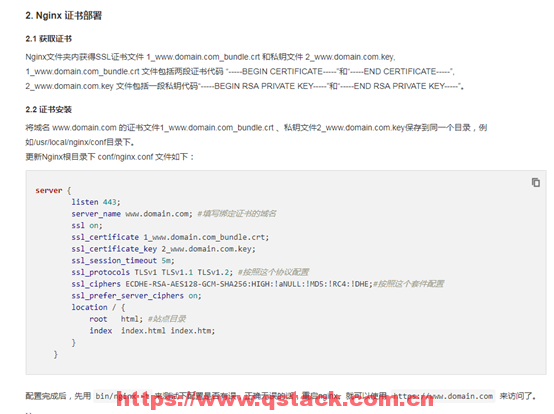 2. Nginx 证书部署
2.1 获取证书
Nginx文件夹内获得SSL证书文件 1_www.domain.com_bundle.crt 和私钥文件 2_www.domain.com.key,
1_www.domain.com_bundle.crt 文件包括两段证书代码 “-----BEGIN CERTIFICATE-----”和“-----END CERTIFICATE-----”,
2_www.domain.com.key 文件包括一段私钥代码“-----BEGIN RSA PRIVATE KEY-----”和“-----END RSA PRIVATE KEY-----”。
2.2 证书安装
将域名 www.domain.com 的证书文件1_www.domain.com_bundle.crt 、私钥文件2_www.domain.com.key保存到同一个目录，例
如/usr/local/nginx/conf目录下。
更新Nginx根目录下 conf/nginx.conf 文件如下：
server {
listen 443;
server_name www.domain.com; #填写绑定证书的域名
ssl on;
ssl_certificate 1_www.domain.com_bundle.crt;
ssl_certificate_key 2_www.domain.com.key;
ssl_session_timeout 5m;
ssl_protocols TLSv1 TLSv1.1 TLSv1.2; #按照这个协议配置
ssl_ciphers ECDHE-RSA-AES128-GCM-SHA256:HIGH:!aNULL:!MD5:!RC4:!DHE;#按照这个套件配置
ssl_prefer_server_ciphers on;
location / {
root html; #站点目录
index index.html index.htm;
}
}
配置完成后，先用 bin/nginx -t 来测试下配置是否有误，正确无误的话，重启nginx。就可以使用 https://www.domain.com 来访问了。
https://www.qstack.com.cn